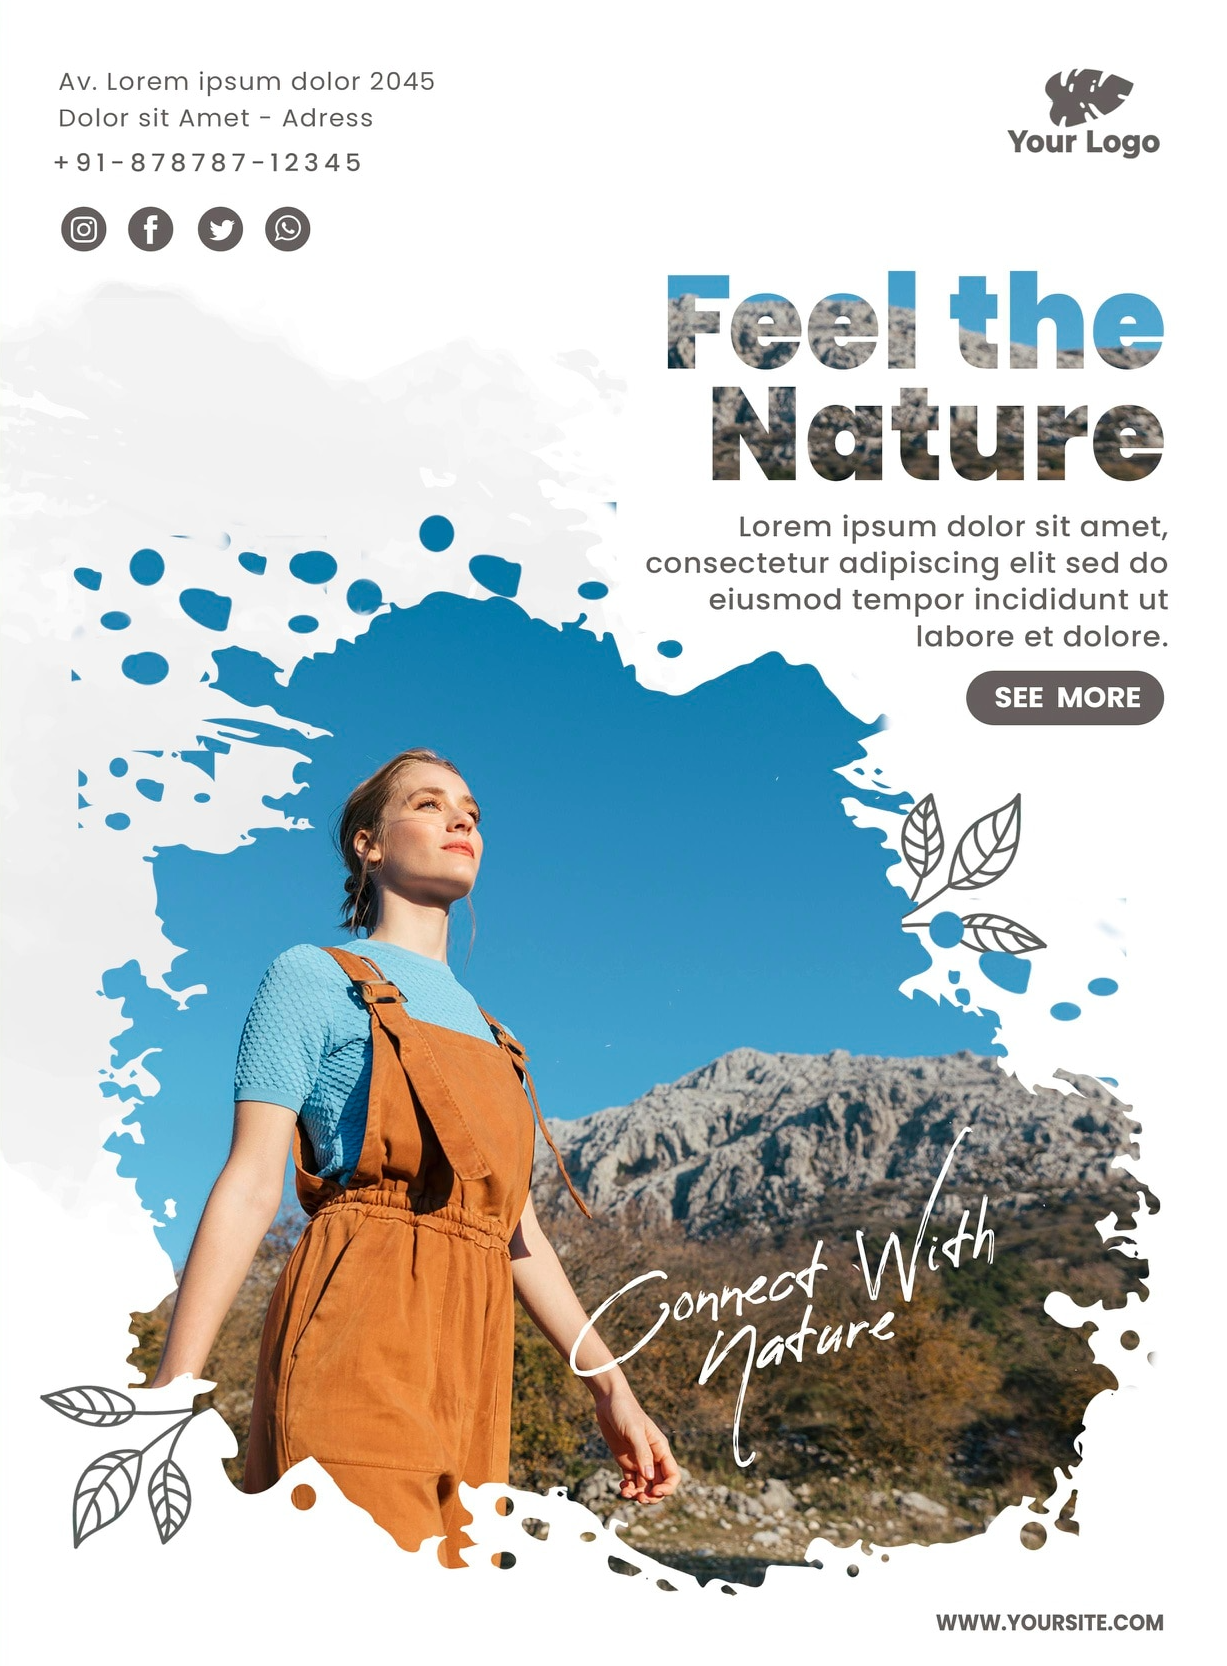 Av. Lorem ipsum dolor 2045
Dolor sit Amet - Adress
+91-878787-12345
Your Logo
Feel the
Nature
Lorem ipsum dolor sit amet,
consectetur adipiscing elit sed do
eiusmod tempor incididunt ut
labore et dolore.
SEE MORE
Connect With
Nature
WWW.YOURSITE.COM